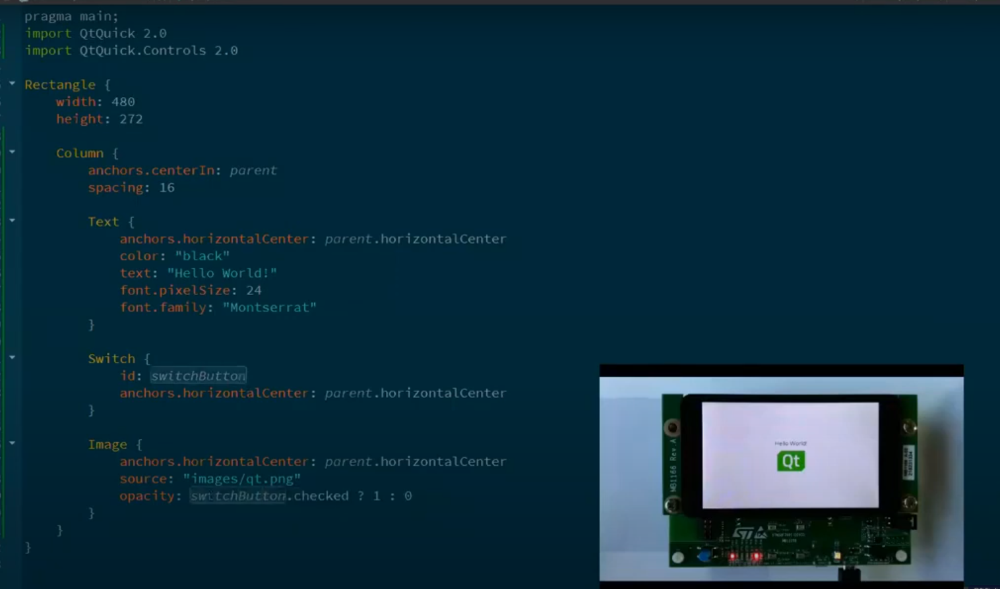 pragma main;
import QtQuick 2.0
import QtQuick.Controls 2.0
Rectangle {
width: 480
height: 272
Column {
anchors.centerIn: parent
spacing: 16
Text {
anchors.horizontalCenter: parent.horizontalCenter
color: "black"
text: "Hello World!"
font.pixelSize: 24
font.family: "Montserrat"
}
Switch {
id: switchButton
anchors.horizontalCenter: parent.horizontalCenter
}
Image {
anchors.horizontalCenter: parent.horizontalCenter
source: "images/qt.png"
opacity: switchButton.checked ? 1 : 0
}
}
}
Hello World!
Qt
MB1166 Rev.A
ST